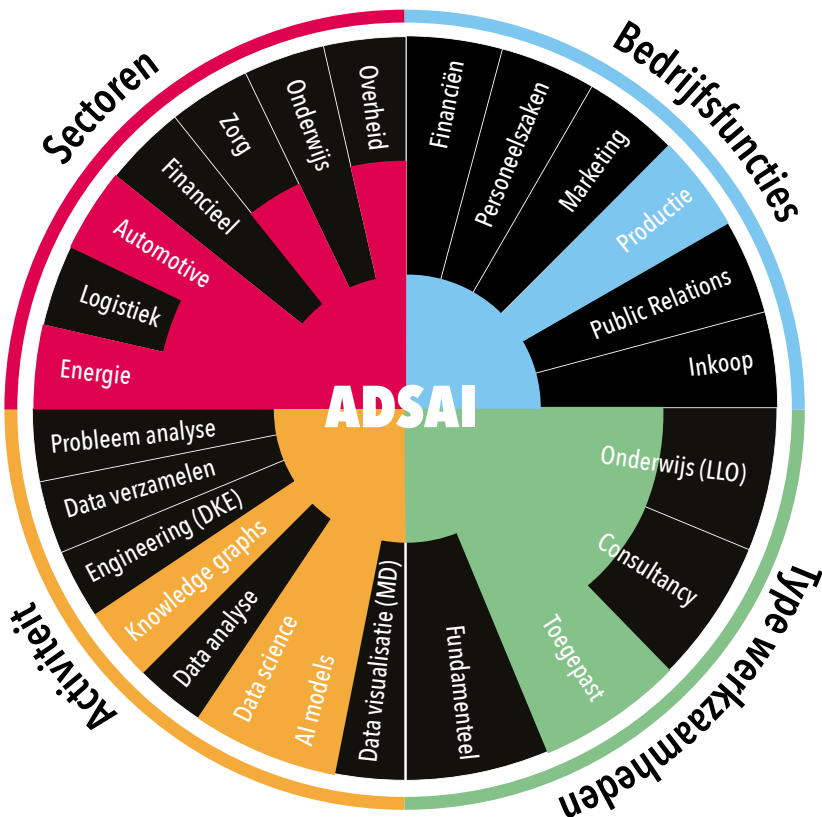 Sectoren
Overheid
Onderwijs
Zorg
Financieel
Automotive
Logistiek
Energie
Bedrijfsfuncties
Financiën
Personeelszaken
Marketing
Productie
Public Relations
Inkoop
ADSAI
Activiteit
Probleem analyse
Data verzamelen
Engineering (DKE)
Knowledge graphs
Data analyse
Data science
AI models
Data visualisatie (MD)
Type werkzaamheden
Onderwijs (LLO)
Consultancy
Toegepast
Fundamenteel